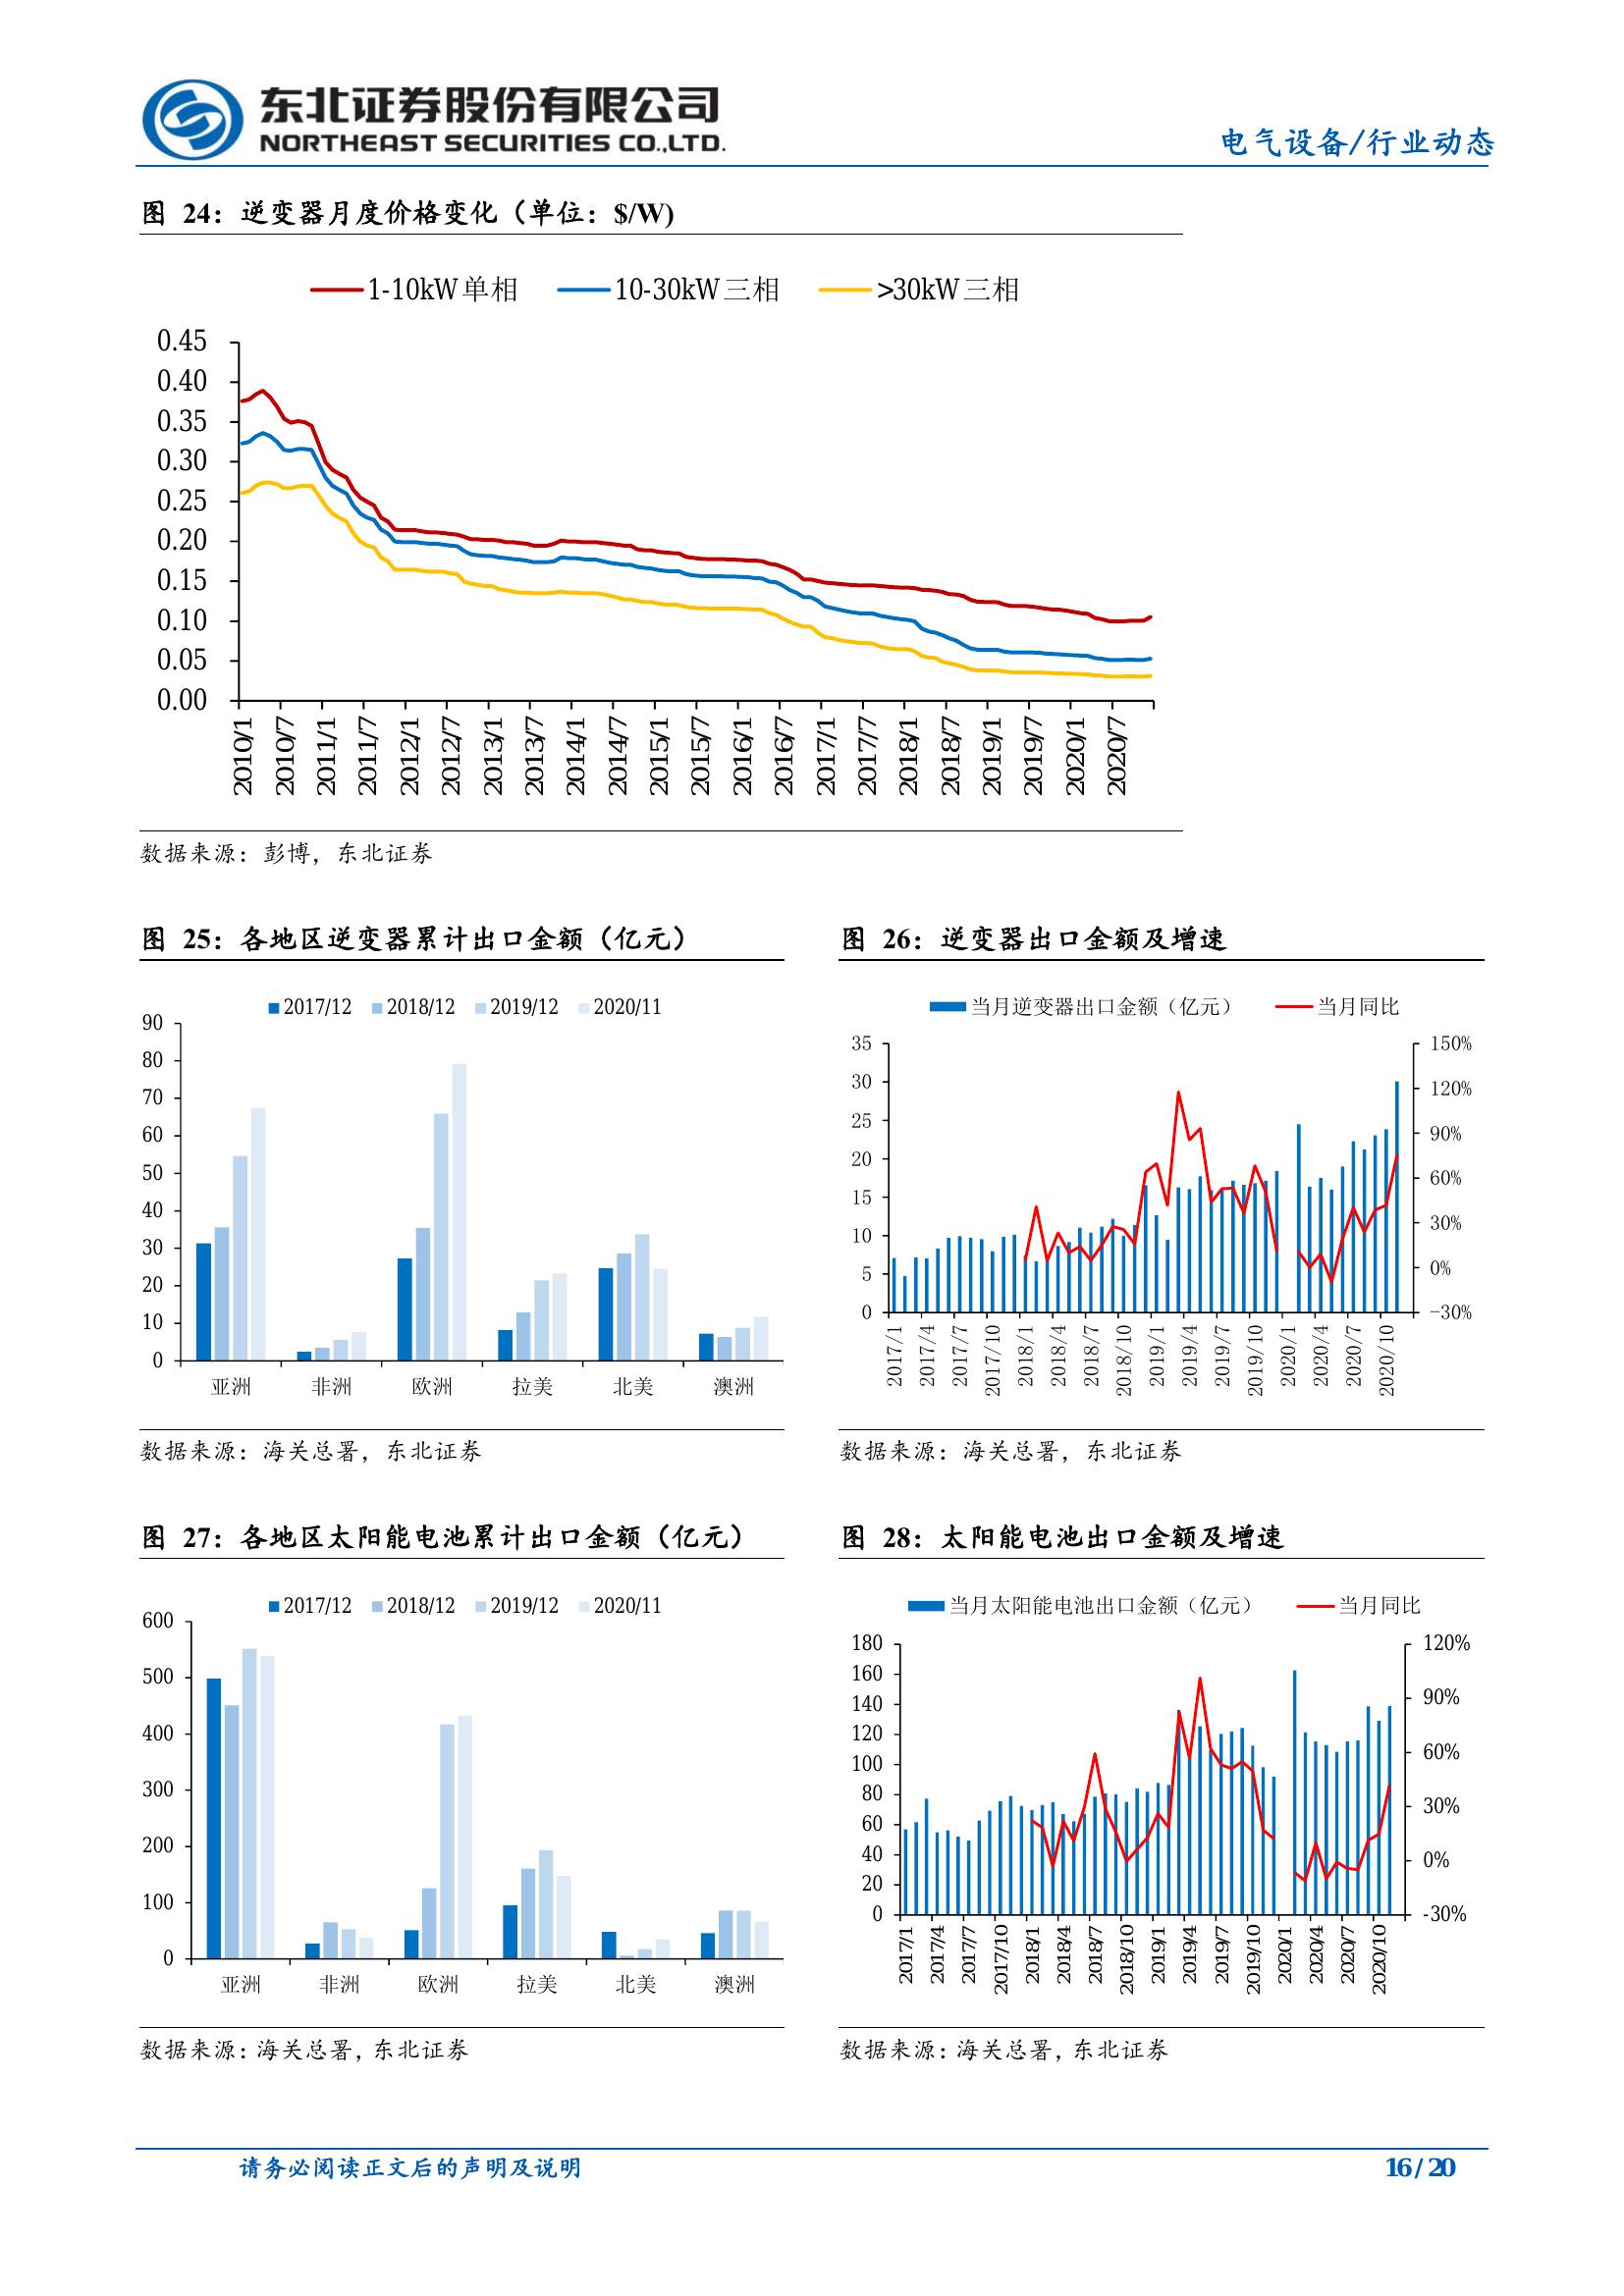 东北证券股份有限公司
NORTHEAST SECURITIES CO.,LTD.
电气设备/行业动态
图 24：逆变器月度价格变化（单位：$/W)
1-10kW单相 10-30kW三相 >30kW三相
0.45
0.40
0.35
0.30
0.25
0.20
0.15
0.10
0.05
0.00
2010/1 2010/7 2011/1 2011/7 2012/1 2012/7 2013/1 2013/7 2014/1 2014/7 2015/1 2015/7 2016/1 2016/7 2017/1 2017/7 2018/1 2018/7 2019/1 2019/7 2020/1 2020/7
数据来源：彭博，东北证券
图 25：各地区逆变器累计出口金额（亿元）
2017/12 2018/12 2019/12 2020/11
90
80
70
60
50
40
30
20
10
0
亚洲 非洲 欧洲 拉美 北美 澳洲
数据来源：海关总署，东北证券
图 26：逆变器出口金额及增速
当月逆变器出口金额（亿元） 当月同比
35 150%
30 120%
25 90%
20 60%
15 30%
10 0%
5 -30%
0
2017/1 2017/4 2017/7 2017/10 2018/1 2018/4 2018/7 2018/10 2019/1 2019/4 2019/7 2019/10 2020/1 2020/4 2020/7 2020/10
数据来源：海关总署，东北证券
图 27：各地区太阳能电池累计出口金额（亿元）
2017/12 2018/12 2019/12 2020/11
600
500
400
300
200
100
0
亚洲 非洲 欧洲 拉美 北美 澳洲
数据来源：海关总署，东北证券
图 28：太阳能电池出口金额及增速
当月太阳能电池出口金额（亿元） 当月同比
180 120%
160 90%
140 60%
120 30%
100 0%
80 -30%
60
40
20
0
2017/1 2017/4 2017/7 2017/10 2018/1 2018/4 2018/7 2018/10 2019/1 2019/4 2019/7 2019/10 2020/1 2020/4 2020/7 2020/10
数据来源：海关总署，东北证券
请务必阅读正文后的声明及说明
16 / 20